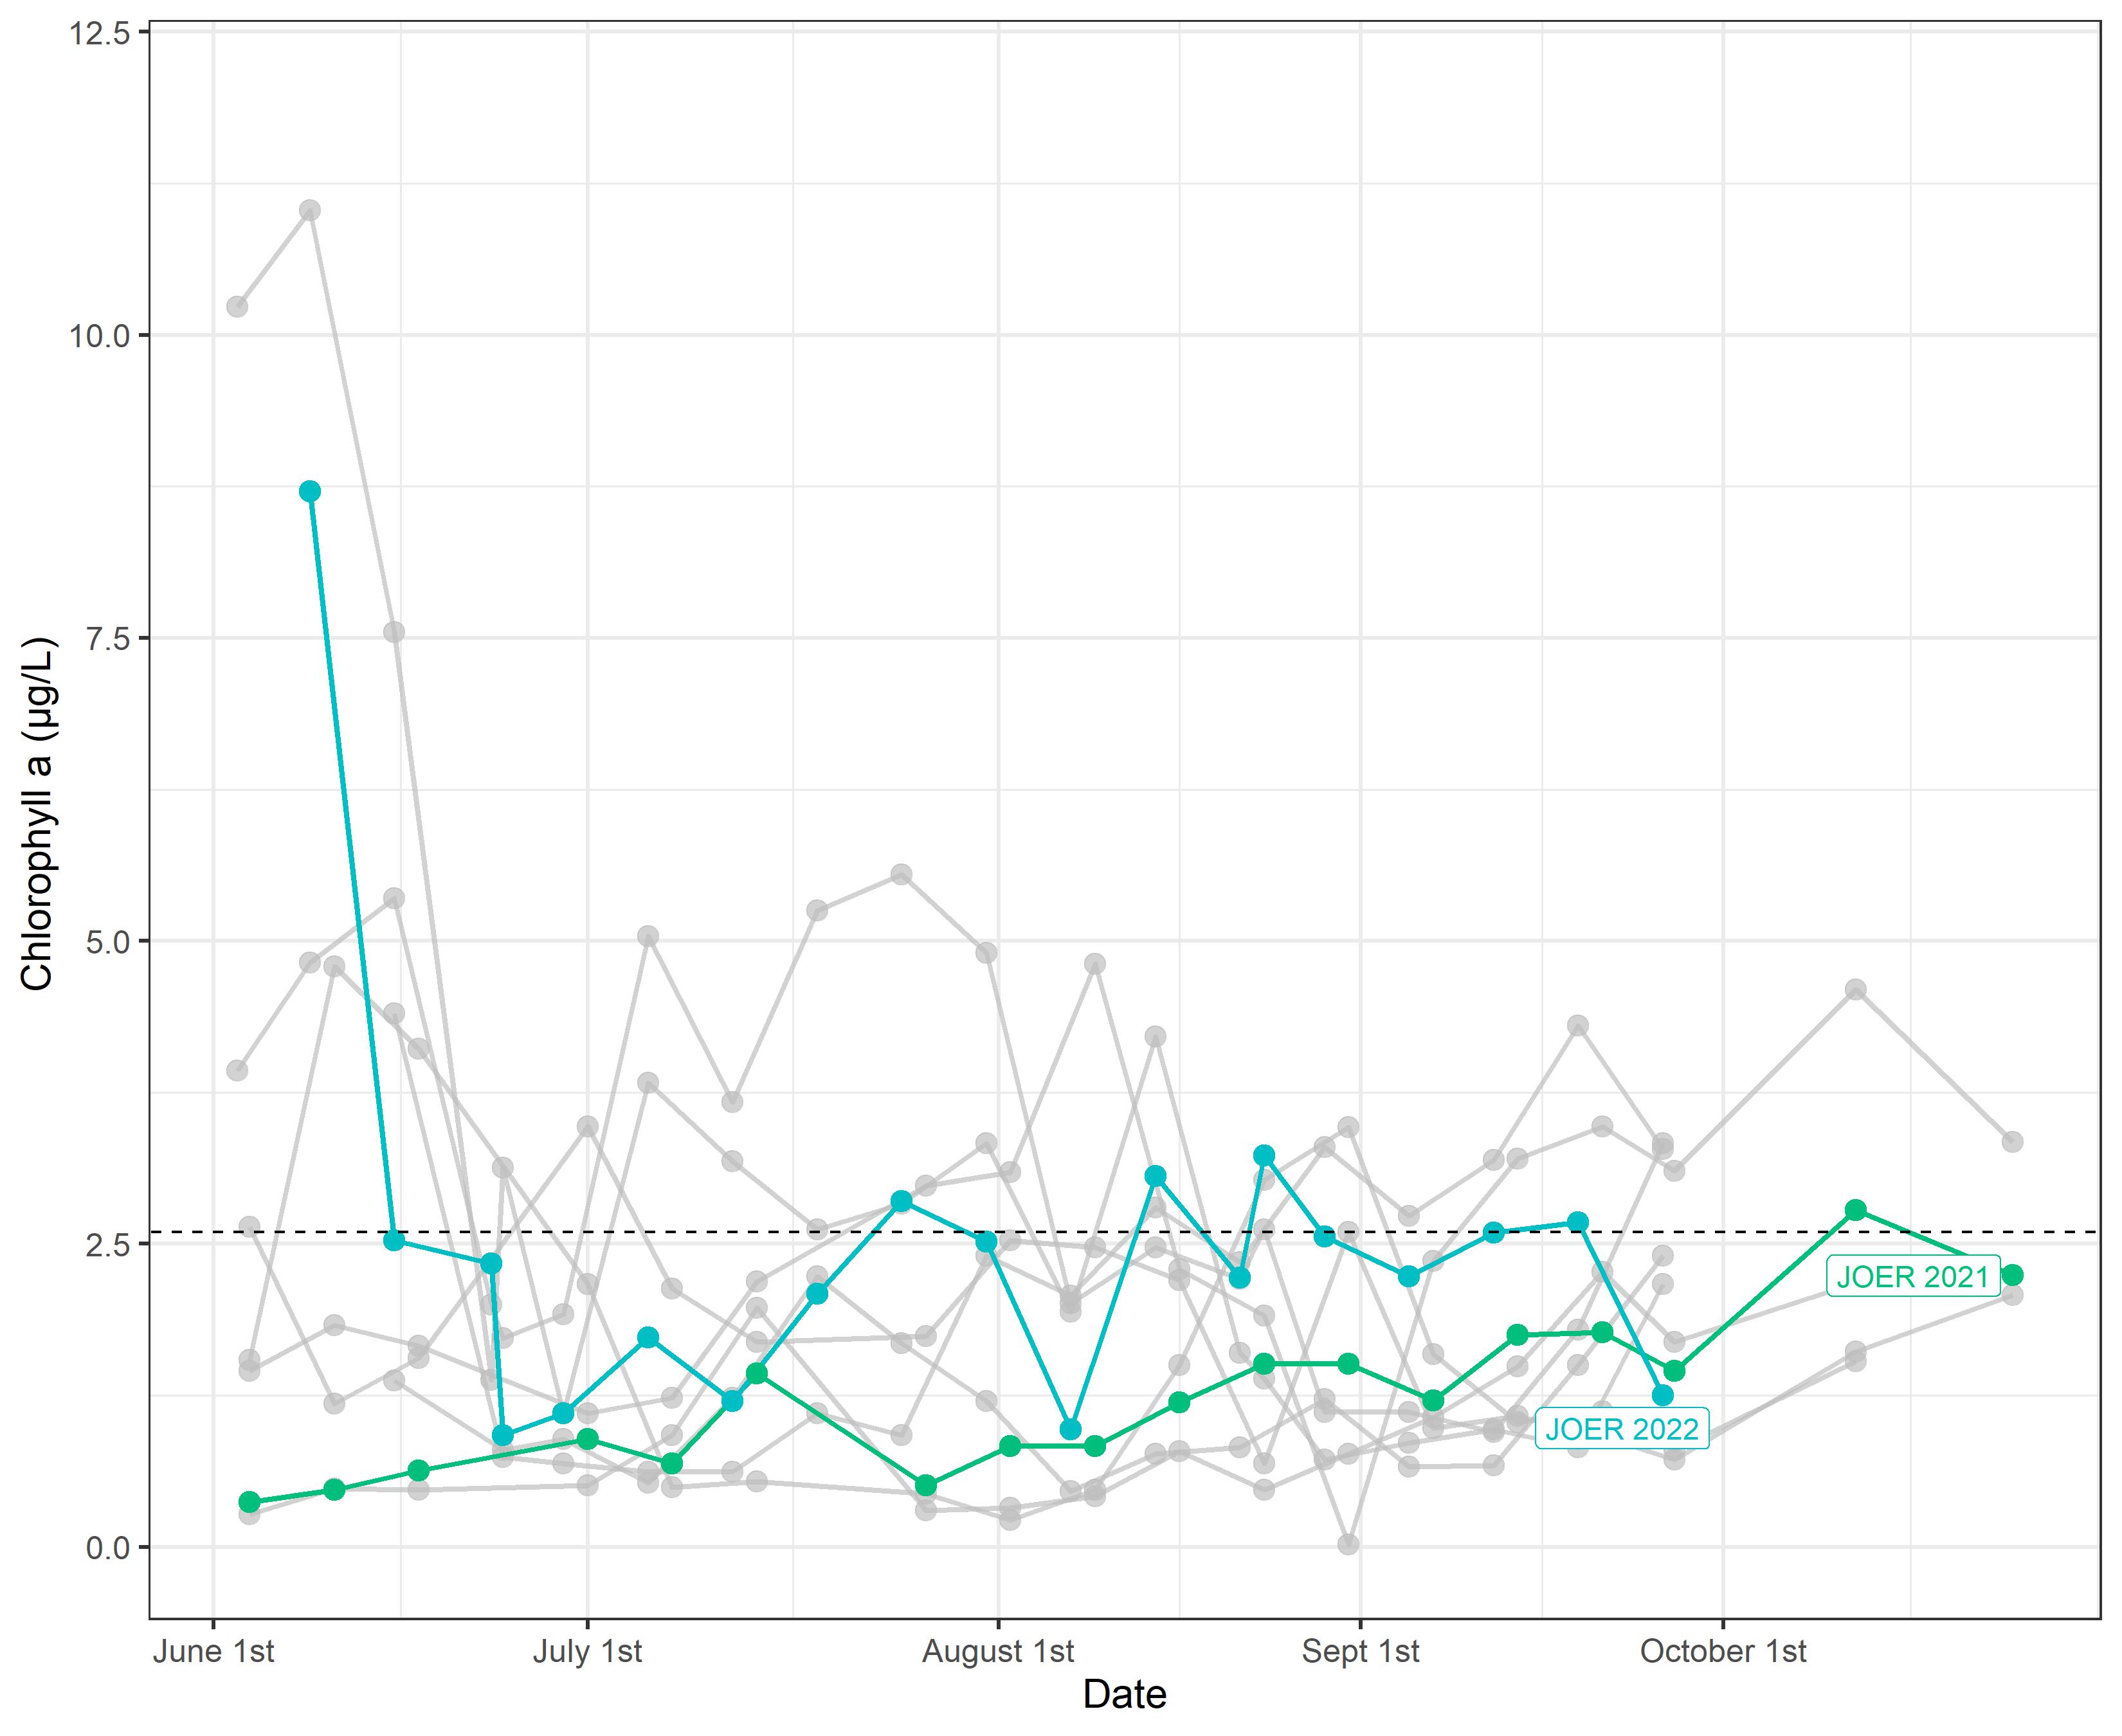 12.5
10.0
7.5
5.0
2.5
0.0
Chlorophyll a (µg/L)
JOER 2021
JOER 2022
June 1st
July 1st
August 1st
Sept 1st
October 1st
Date